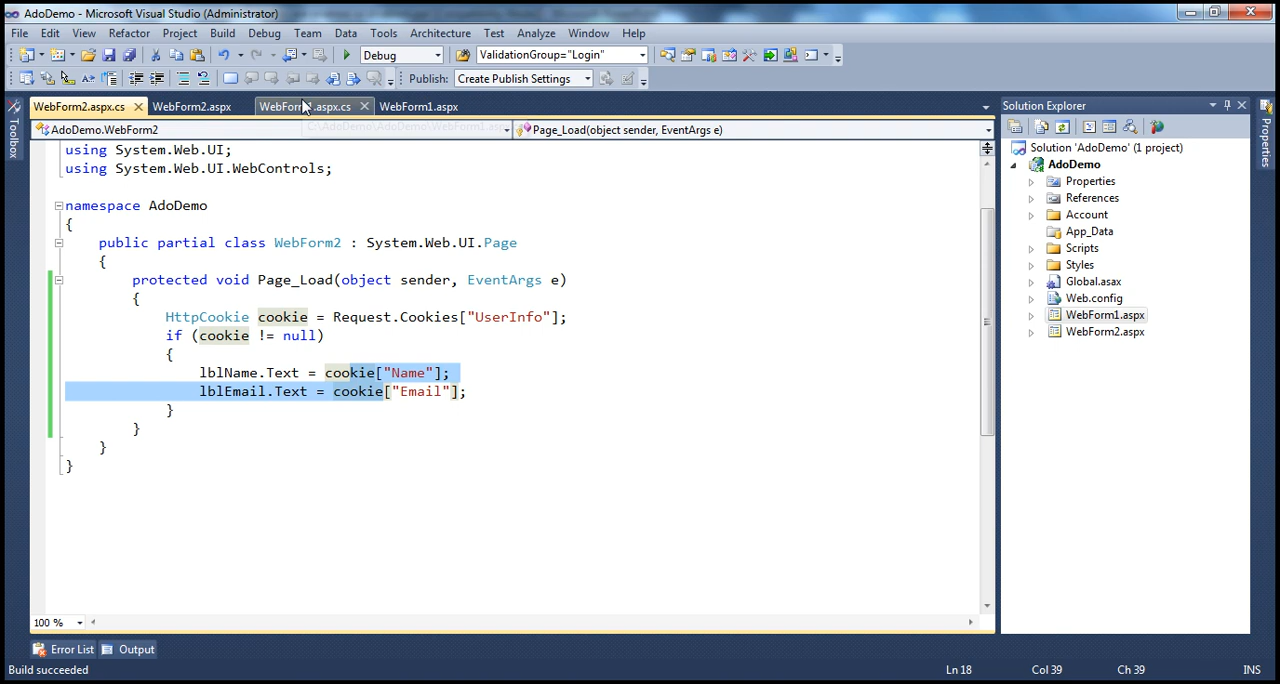 AdoDemo - Microsoft Visual Studio (Administrator)
File Edit View Refactor Project Build Debug Team Data Tools Architecture Test Analyze Window Help
Debug ValidationGroup="Login"
Publish: Create Publish Settings
WebForm2.aspx.cs WebForm2.aspx WebForm1.aspx.cs WebForm1.aspx
Solution Explorer
C:\AdoDemo\AdoDemo\WebForm1.asp
AdoDemo.WebForm2 Page_Load(object sender, EventArgs e)
Toolbox
Properties
using System.Web.UI;
using System.Web.UI.WebControls;
namespace AdoDemo
{
public partial class WebForm2 : System.Web.UI.Page
{
protected void Page_Load(object sender, EventArgs e)
{
HttpCookie cookie = Request.Cookies["UserInfo"];
if (cookie != null)
{
lblName.Text = cookie["Name"];
lblEmail.Text = cookie["Email"];
}
}
}
}
Solution 'AdoDemo' (1 project)
AdoDemo
Properties
References
Account
App_Data
Scripts
Styles
Global.asax
Web.config
WebForm1.aspx
WebForm2.aspx
100 %
Error List Output
Build succeeded Ln 18 Col 39 Ch 39 INS